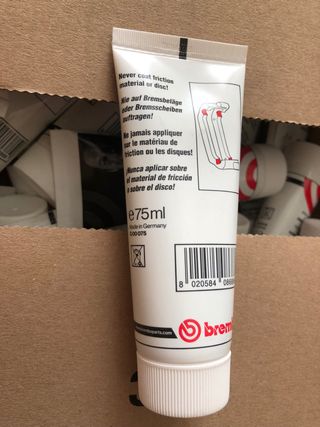 Never coat friction
material or disc!
Nie auf Bremsbeläge
oder Bremsscheiben
auftragen!
Ne jamais appliquer
sur le matériau de
friction ou les disques!
¡Nunca aplicar sobre
el material de fricción
o sobre el disco!
e75ml
Made in Germany
8 020584
brem